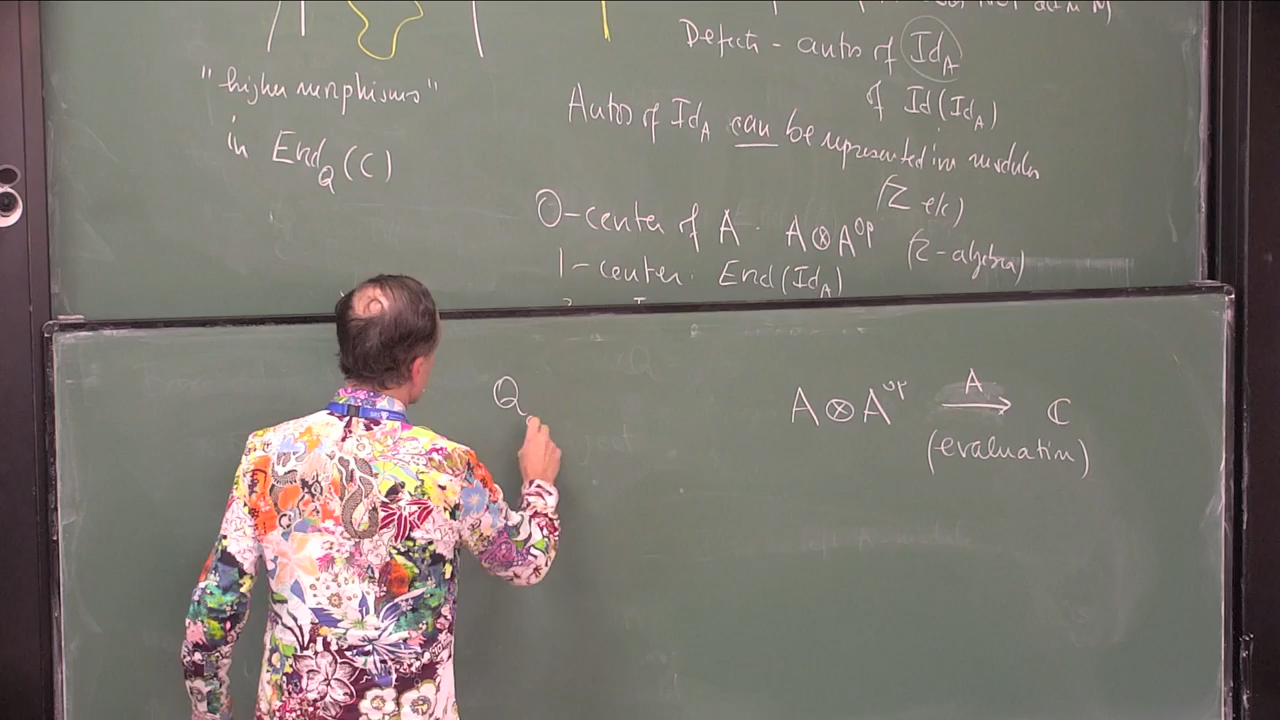 "higher morphisms"
in End_Q(C)
Defects - autos of Id_A
of Id(Id_A)
Autos of Id_A can be represented in modules
(Z etc)
0-center of A. A⊗A^op (2-algebra)
1-center: End(Id_A)
Q
A⊗A^op →^A ℂ
(evaluation)